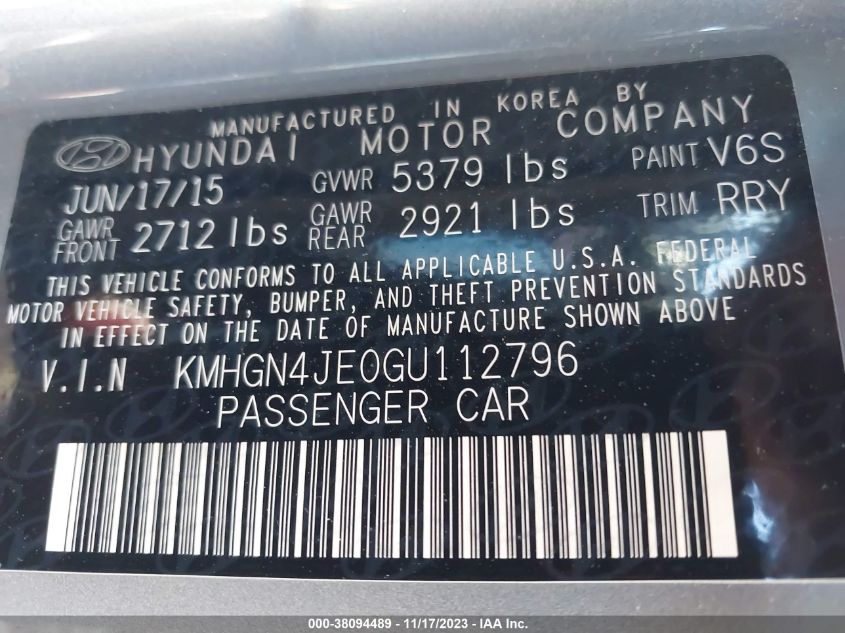 MANUFACTURED IN KOREA BY
HYUNDAI MOTOR COMPANY
JUN/17/15 GVWR 5379 lbs PAINT V6S
GAWR FRONT 2712 lbs GAWR REAR 2921 lbs TRIM RRY
THIS VEHICLE CONFORMS TO ALL APPLICABLE U.S.A. FEDERAL
MOTOR VEHICLE SAFETY, BUMPER, AND THEFT PREVENTION STANDARDS
IN EFFECT ON THE DATE OF MANUFACTURE SHOWN ABOVE
V.I.N KMHGN4JE0GU112796
PASSENGER CAR
000-38094489 - 11/17/2023 - IAA Inc.